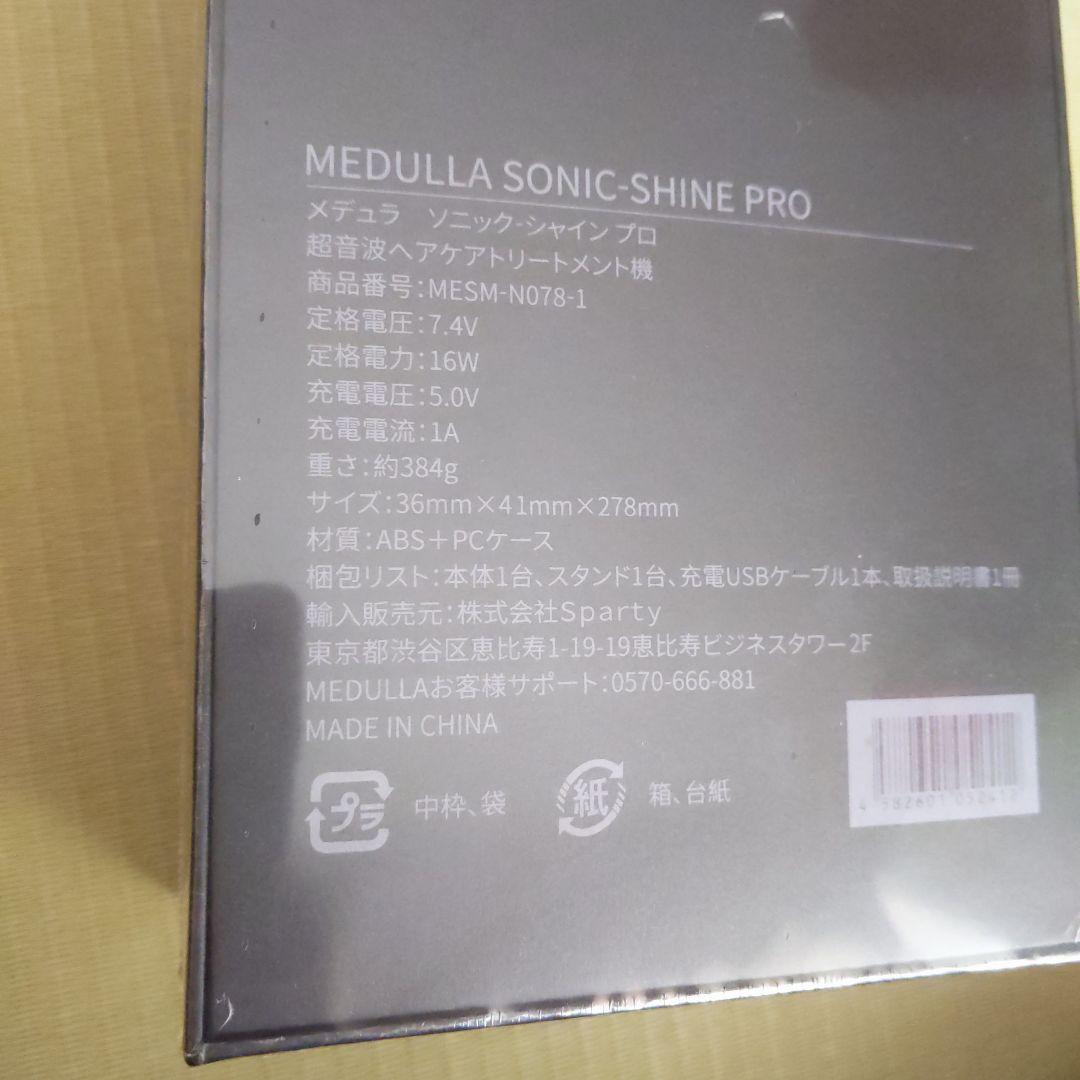 MEDULLA SONIC-SHINE PRO
メデュラ　ソニック-シャイン プロ
超音波ヘアケアトリートメント機
商品番号：MESM-N078-1
定格電圧：7.4V
定格電力：16W
充電電圧：5.0V
充電電流：1A
重さ：約384g
サイズ：36mm×41mm×278mm
材質：ABS＋PCケース
梱包リスト：本体1台、スタンド1台、充電USBケーブル1本、取扱説明書1冊
輸入販売元：株式会社Sparty
東京都渋谷区恵比寿1-19-19恵比寿ビジネスタワー2F
MEDULLAお客様サポート：0570-666-881
MADE IN CHINA
プラ 中枠、袋 紙 箱、台紙